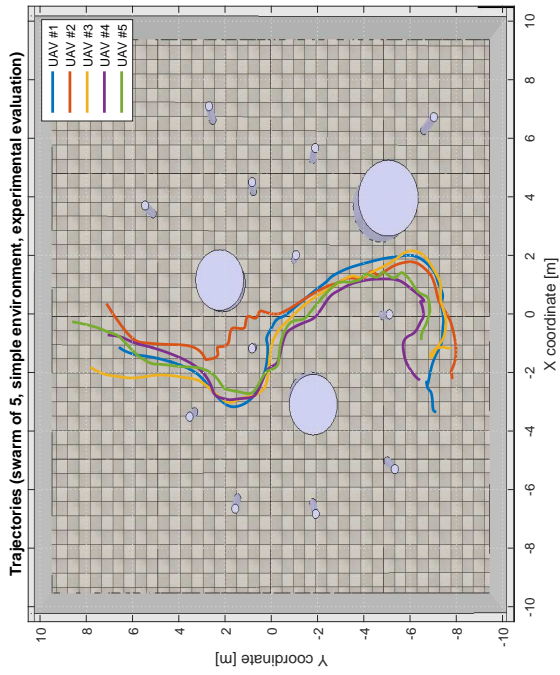 Trajectories (swarm of 5, simple environment, experimental evaluation)
UAV #1
UAV #2
UAV #3
UAV #4
UAV #5
Y coordinate [m]
10
8
6
4
2
0
-2
-4
-6
-8
-10
-10
-8
-6
-4
-2
0
2
4
6
8
10
X coordinate [m]